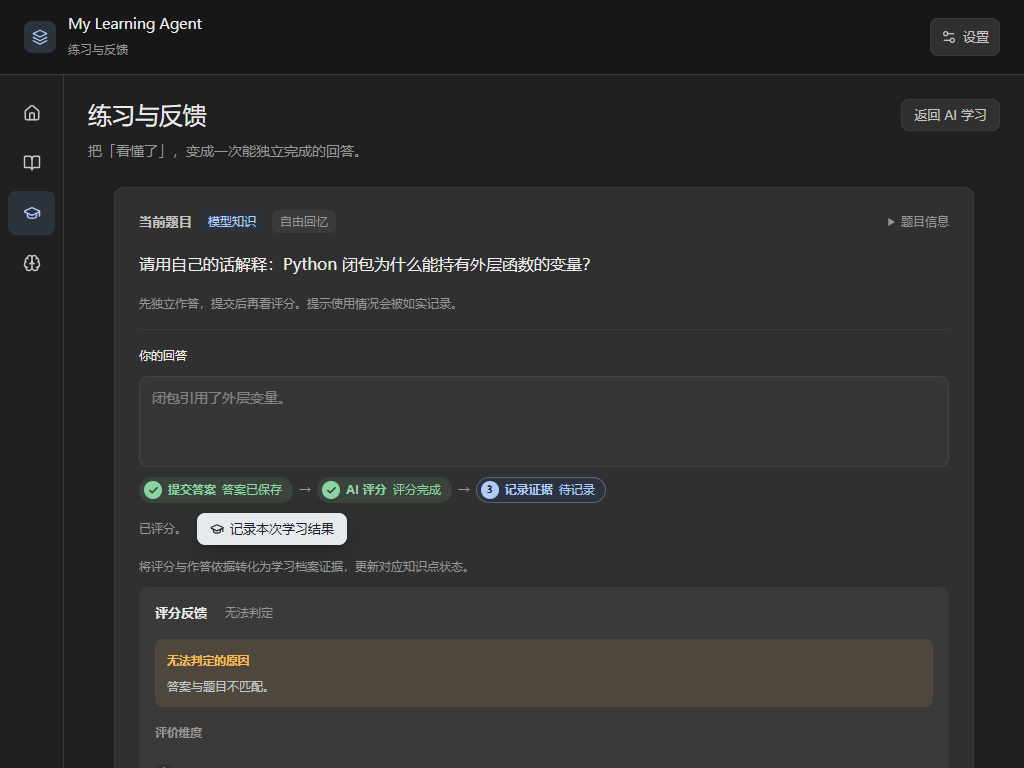 My Learning Agent
练习与反馈
设置
练习与反馈
返回 AI 学习
把「看懂了」，变成一次能独立完成的回答。
当前题目 模型知识 自由回忆
题目信息
请用自己的话解释：Python 闭包为什么能持有外层函数的变量？
先独立作答，提交后再看评分。提示使用情况会被如实记录。
你的回答
闭包引用了外层变量。
提交答案 答案已保存 → AI 评分 评分完成 → 3 记录证据 待记录
已评分。 记录本次学习结果
将评分与作答依据转化为学习档案证据，更新对应知识点状态。
评分反馈 无法判定
无法判定的原因
答案与题目不匹配。
评价维度